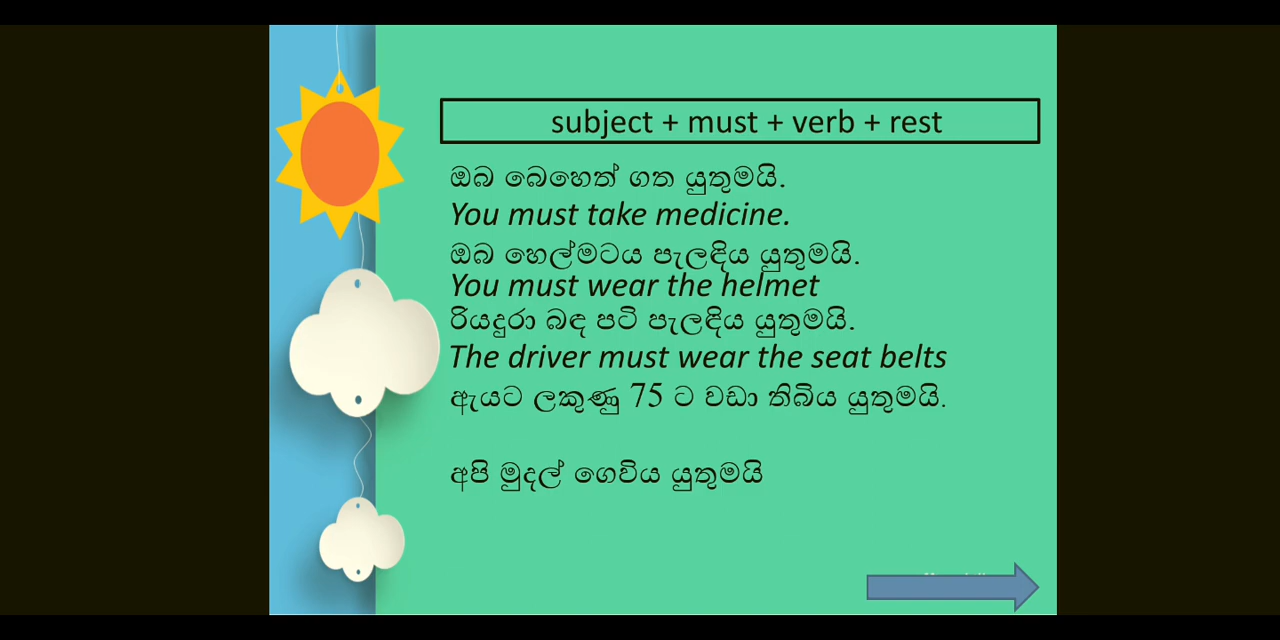 subject + must + verb + rest
ඔබ බෙහෙත් ගත යුතුමයි.
You must take medicine.
ඔබ හෙල්මටය පැලඳිය යුතුමයි.
You must wear the helmet
රියදුරා බඳ පටි පැලඳිය යුතුමයි.
The driver must wear the seat belts
ඇයට ලකුණු 75 ට වඩා තිබිය යුතුමයි.
අපි මුදල් ගෙවිය යුතුමයි